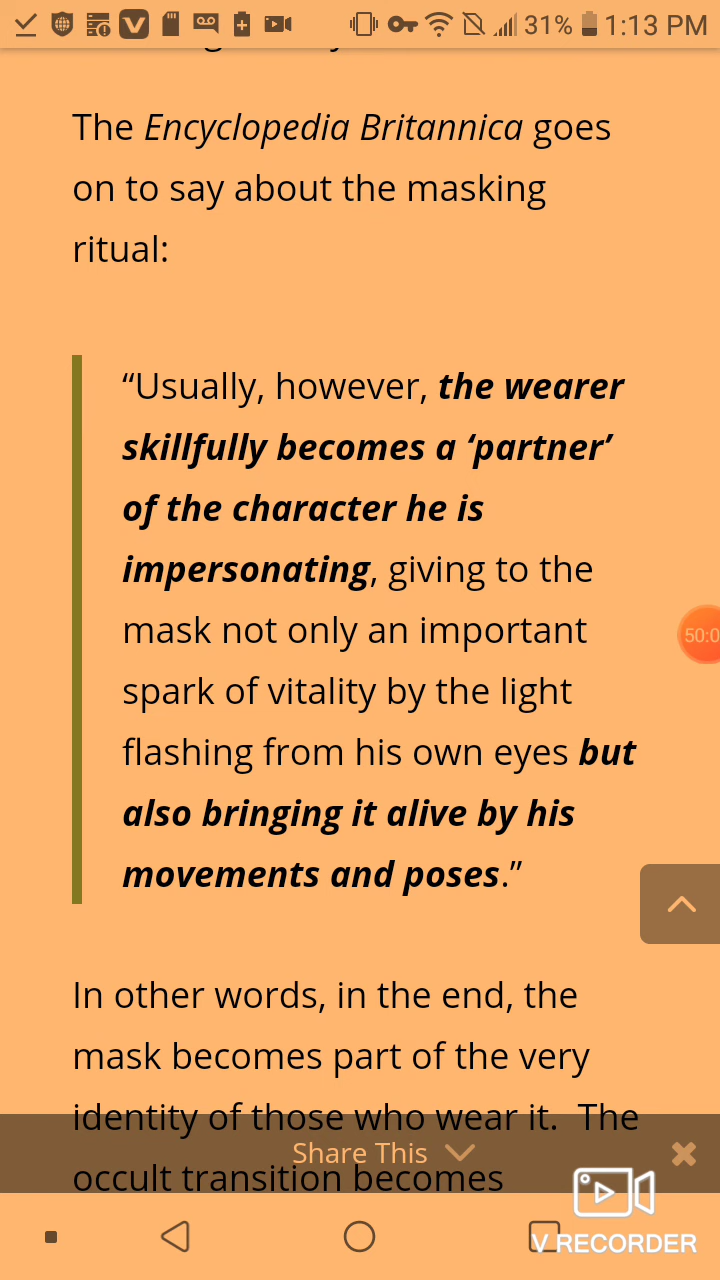 31% 1:13 PM
The Encyclopedia Britannica goes
on to say about the masking
ritual:
“Usually, however, the wearer
skillfully becomes a ‘partner’
of the character he is
impersonating, giving to the
mask not only an important
spark of vitality by the light
flashing from his own eyes but
also bringing it alive by his
movements and poses.”
50:0
In other words, in the end, the
mask becomes part of the very
identity of those who wear it. The
Share This
occult transition becomes
V RECORDER